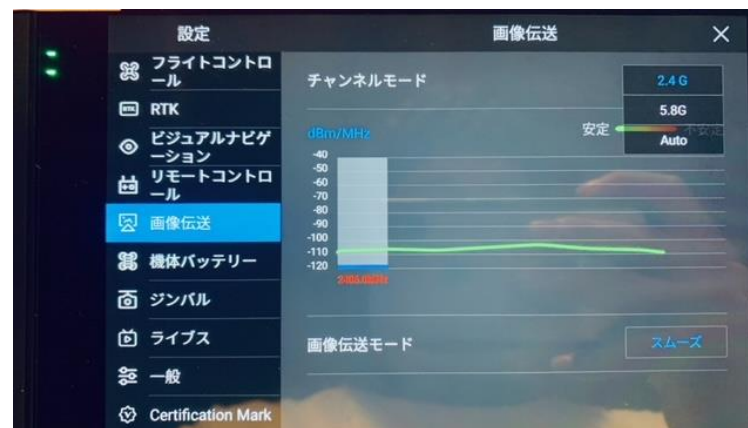 設定
画像伝送
フライトコントロ
ール
RTK
ビジュアルナビゲ
ーション
リモートコントロ
ール
画像伝送
機体バッテリー
ジンバル
ライブス
一般
Certification Mark
チャンネルモード
2.4 G
5.8G
Auto
dBm/MHz
安定
不安定
-40
-50
-60
-70
-80
-90
-100
-110
-120
画像伝送モード
スムーズ